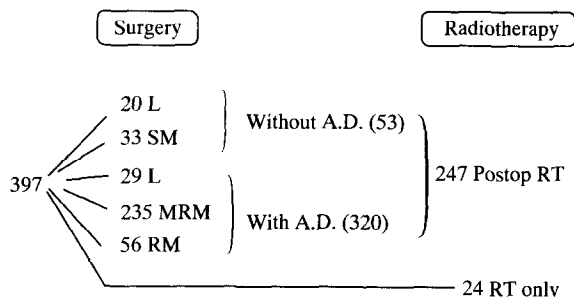 Surgery
Radiotherapy
20 L
33 SM
Without A.D. (53)
397
29 L
235 MRM
56 RM
With A.D. (320)
247 Postop RT
24 RT only